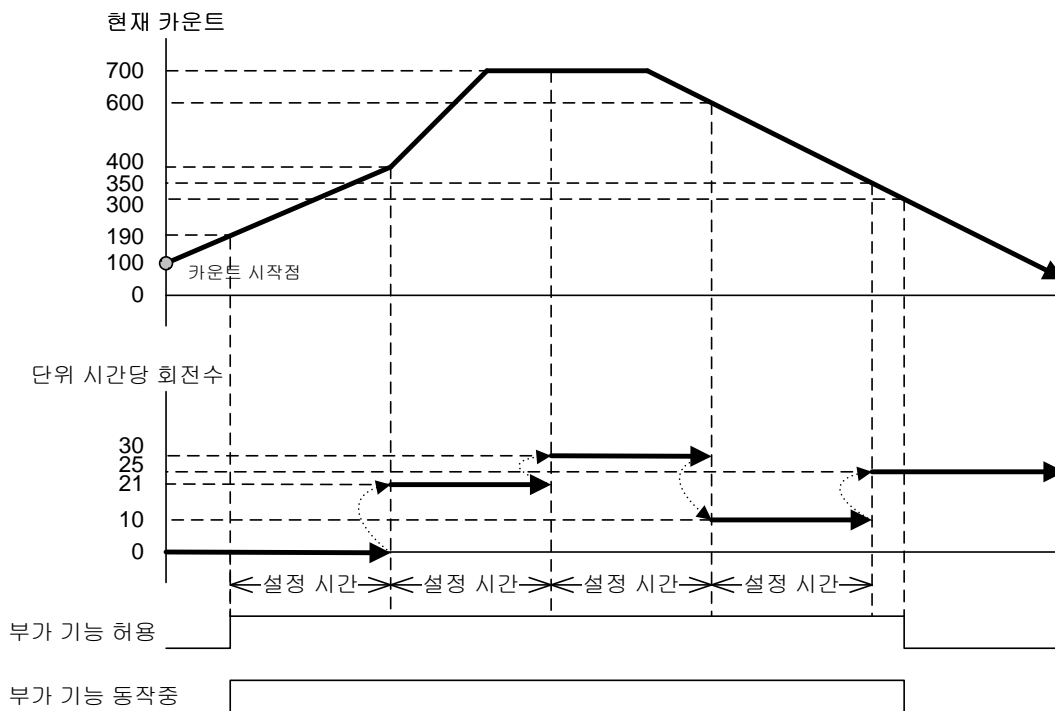 현재 카운트
700
600
400
350
300
190
100
카운트 시작점
0
단위 시간당 회전수
30
25
21
10
0
설정 시간 설정 시간 설정 시간 설정 시간
부가 기능 허용
부가 기능 동작중